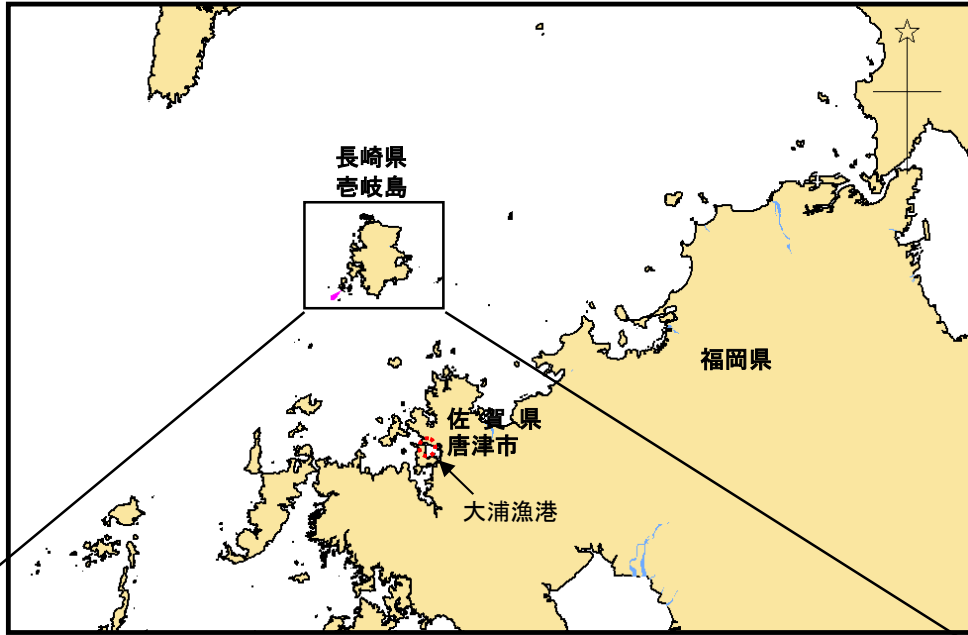 長崎県
壱岐島
福岡県
佐賀県
唐津市
大浦漁港